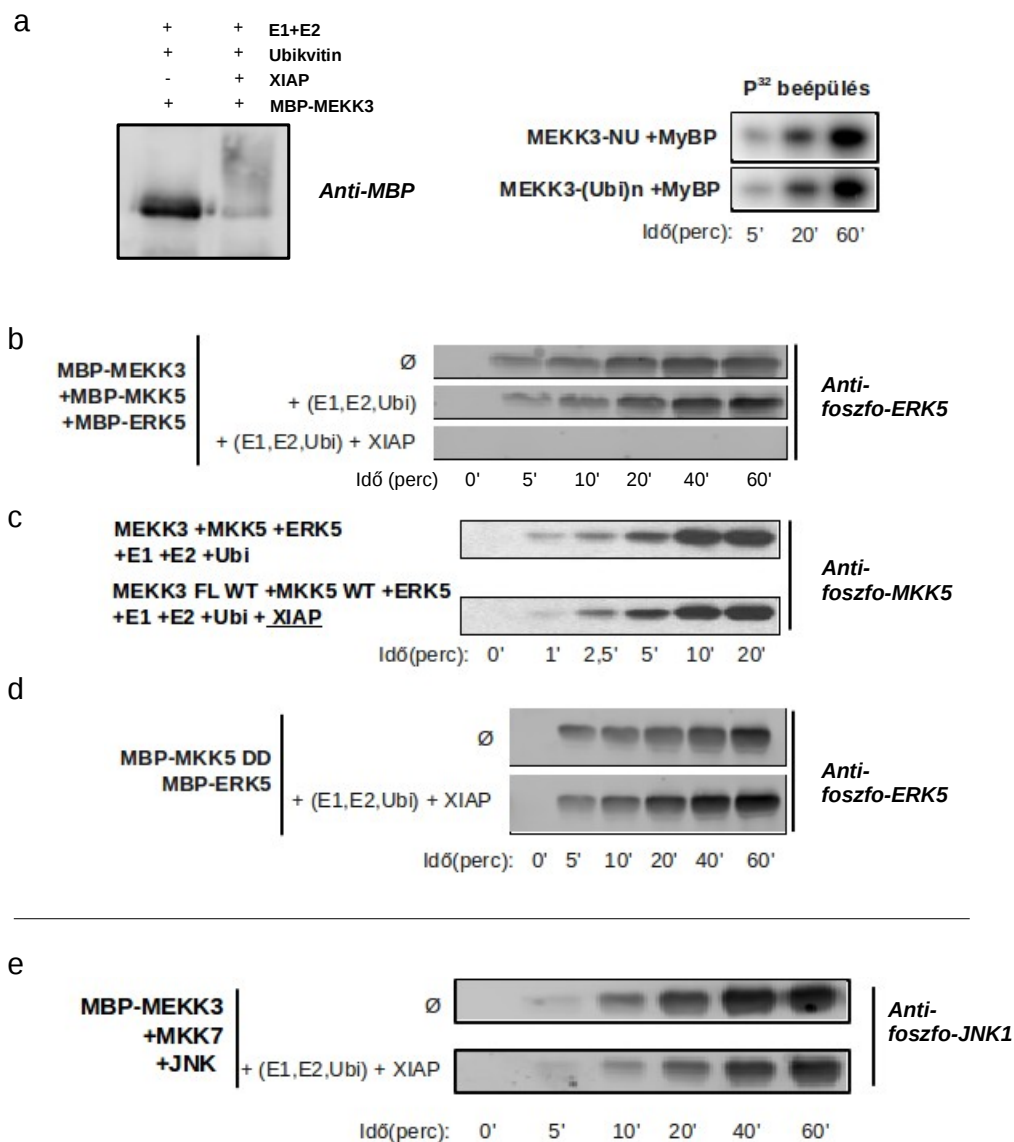 a
+ + E1+E2
+ + Ubikvitin
- + XIAP
+ + MBP-MEKK3
Anti-MBP
P32 beépülés
MEKK3-NU +MyBP
MEKK3-(Ubi)n +MyBP
Idő(perc): 5' 20' 60'
b
MBP-MEKK3
+MBP-MKK5
+MBP-ERK5
Ø
+ (E1,E2,Ubi)
+ (E1,E2,Ubi) + XIAP
Anti-
foszfo-ERK5
Idő (perc) 0' 5' 10' 20' 40' 60'
c
MEKK3 +MKK5 +ERK5
+E1 +E2 +Ubi
MEKK3 FL WT +MKK5 WT +ERK5
+E1 +E2 +Ubi + XIAP
Anti-
foszfo-MKK5
Idő(perc): 0' 1' 2,5' 5' 10' 20'
d
MBP-MKK5 DD
MBP-ERK5
Ø
+ (E1,E2,Ubi) + XIAP
Anti-
foszfo-ERK5
Idő(perc): 0' 5' 10' 20' 40' 60'
e
MBP-MEKK3
+MKK7
+JNK
Ø
+ (E1,E2,Ubi) + XIAP
Anti-
foszfo-JNK1
Idő(perc): 0' 5' 10' 20' 40' 60'